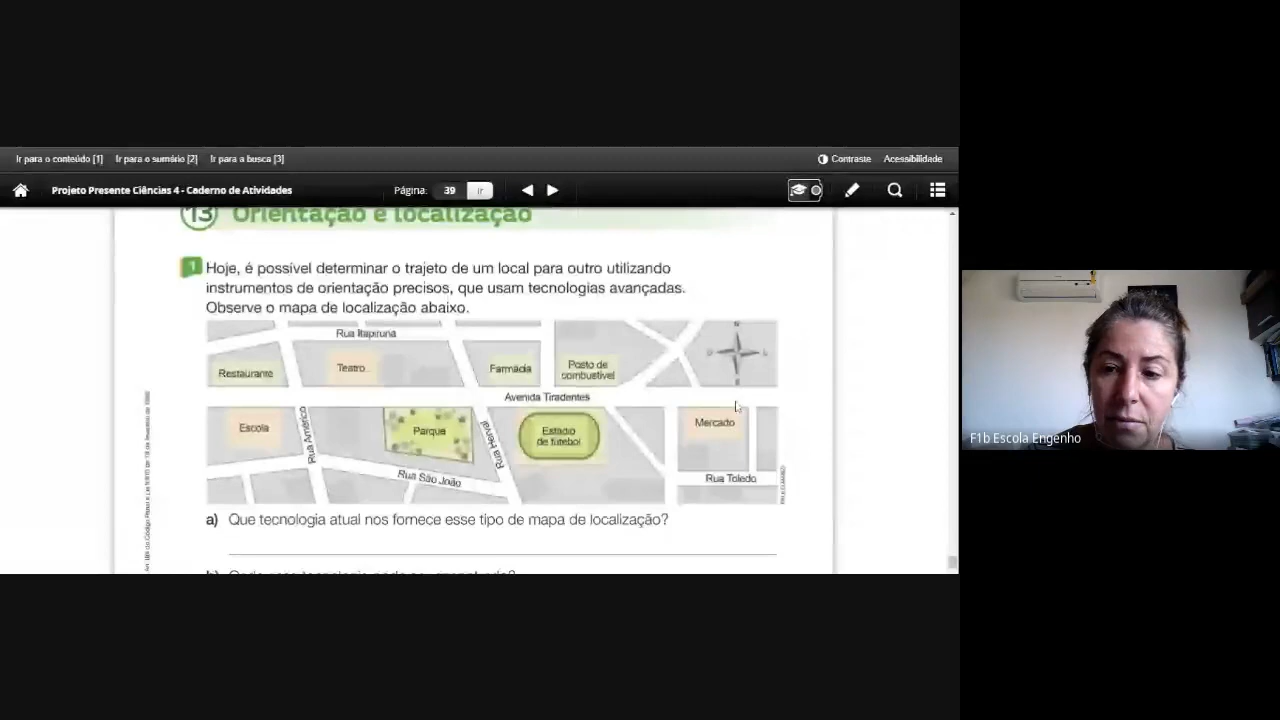 Ir para o conteúdo [1] Ir para o sumário [2] Ir para a busca [3] Contraste Acessibilidade
Projeto Presente Ciências 4 - Caderno de Atividades Página: 39 ir
13 Orientação e localização
1 Hoje, é possível determinar o trajeto de um local para outro utilizando
instrumentos de orientação precisos, que usam tecnologias avançadas.
Observe o mapa de localização abaixo.
Rua Itapiruna
N
O L
Restaurante
Teatro
Farmácia
Posto de
combustível
Avenida Tiradentes
Escola
Rua Américo
Parque
Rua Herval
Estádio
de futebol
Mercado
Rua São João
Rua Toledo
a) Que tecnologia atual nos fornece esse tipo de mapa de localização?
F1b Escola Engenho